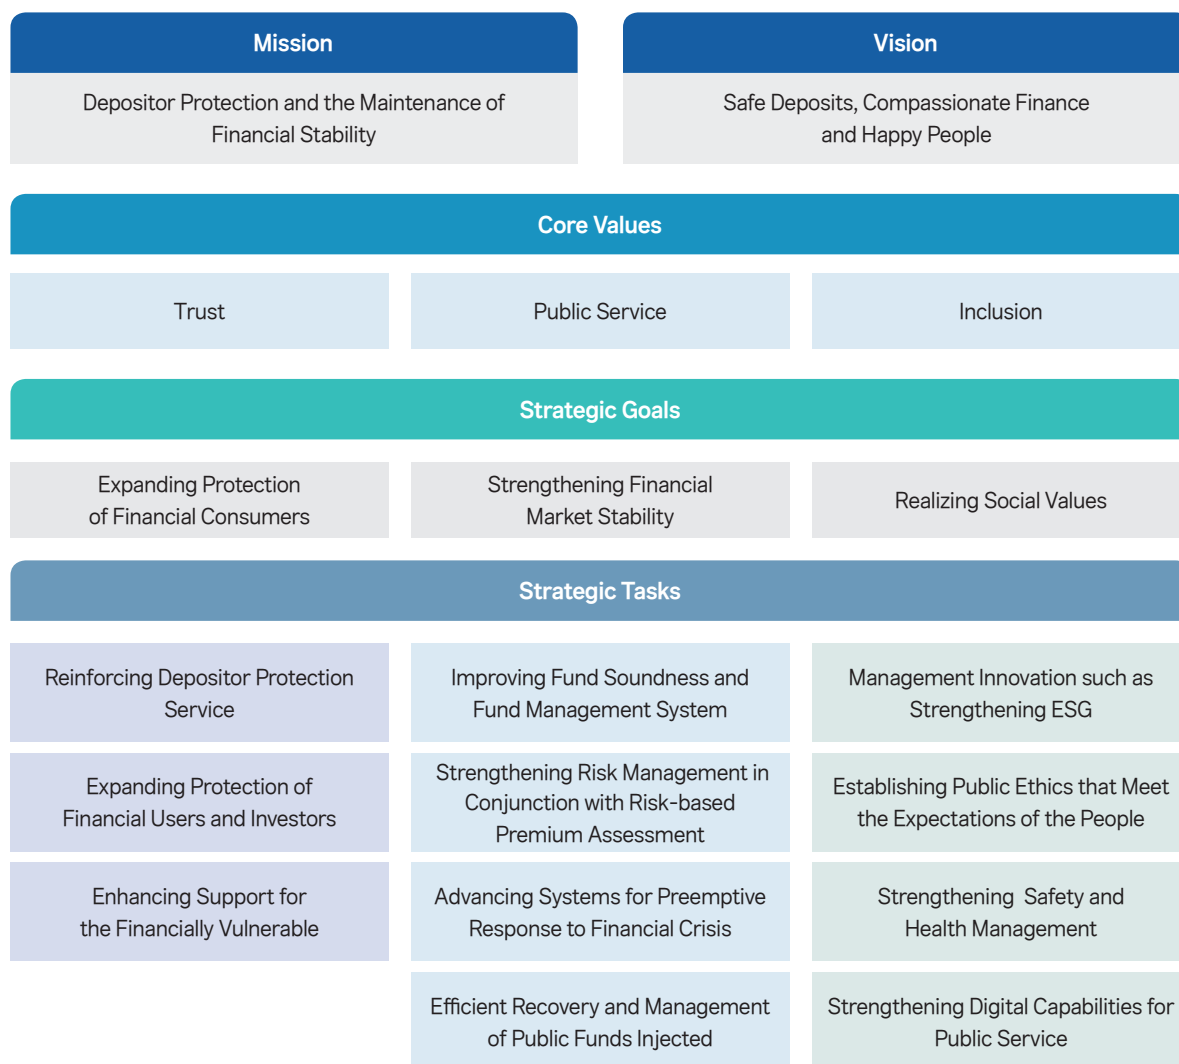 Mission
Depositor Protection and the Maintenance of
Financial Stability
Vision
Safe Deposits, Compassionate Finance
and Happy People
Core Values
Trust
Public Service
Inclusion
Strategic Goals
Expanding Protection
of Financial Consumers
Strengthening Financial
Market Stability
Realizing Social Values
Strategic Tasks
Reinforcing Depositor Protection
Service
Improving Fund Soundness and
Fund Management System
Management Innovation such as
Strengthening ESG
Expanding Protection of
Financial Users and Investors
Strengthening Risk Management in
Conjunction with Risk-based
Premium Assessment
Establishing Public Ethics that Meet
the Expectations of the People
Enhancing Support for
the Financially Vulnerable
Advancing Systems for Preemptive
Response to Financial Crisis
Strengthening Safety and
Health Management
Efficient Recovery and Management
of Public Funds Injected
Strengthening Digital Capabilities for
Public Service